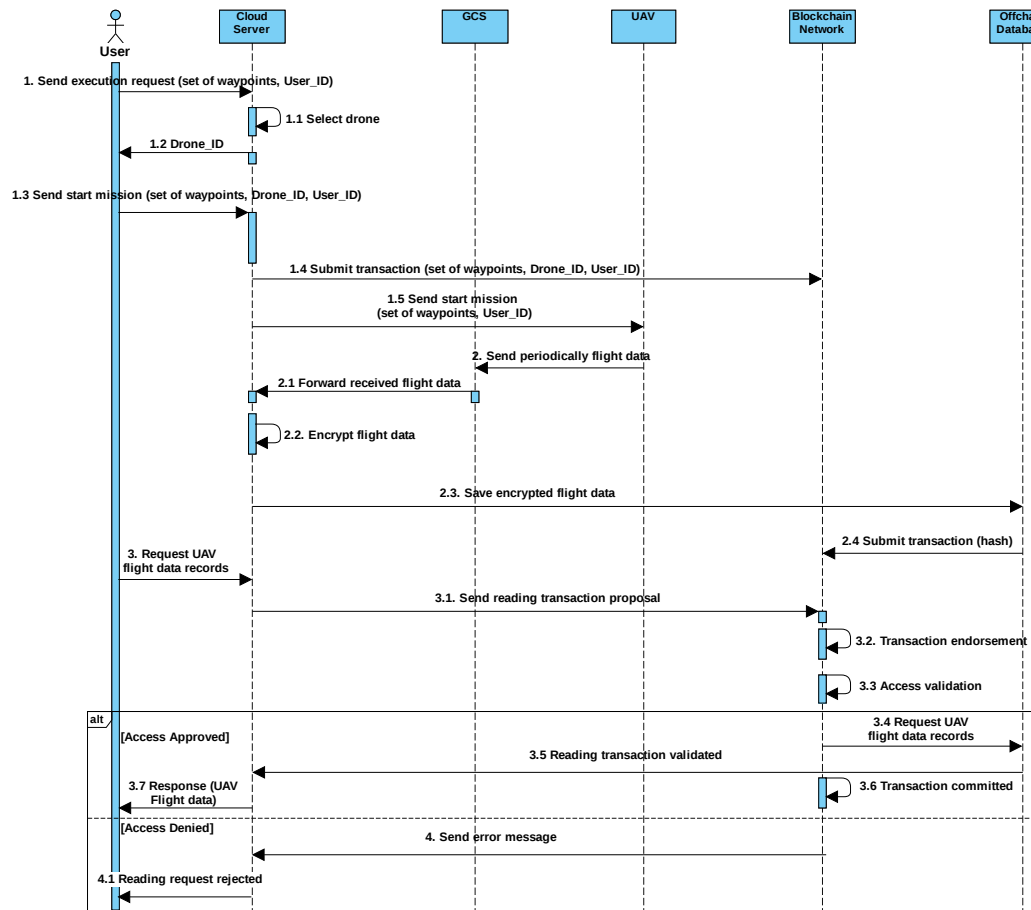 Cloud
Server
GCS
UAV
Blockchain
Network
Offcha
Databa
User
1. Send execution request (set of waypoints, User_ID)
1.1 Select drone
1.2 Drone_ID
1.3 Send start mission (set of waypoints, Drone_ID, User_ID)
1.4 Submit transaction (set of waypoints, Drone_ID, User_ID)
1.5 Send start mission
(set of waypoints, User_ID)
2. Send periodically flight data
2.1 Forward received flight data
2.2. Encrypt flight data
2.3. Save encrypted flight data
2.4 Submit transaction (hash)
3. Request UAV
flight data records
3.1. Send reading transaction proposal
3.2. Transaction endorsement
3.3 Access validation
alt
[Access Approved]
3.4 Request UAV
flight data records
3.5 Reading transaction validated
3.6 Transaction committed
3.7 Response (UAV
Flight data)
[Access Denied]
4. Send error message
4.1 Reading request rejected